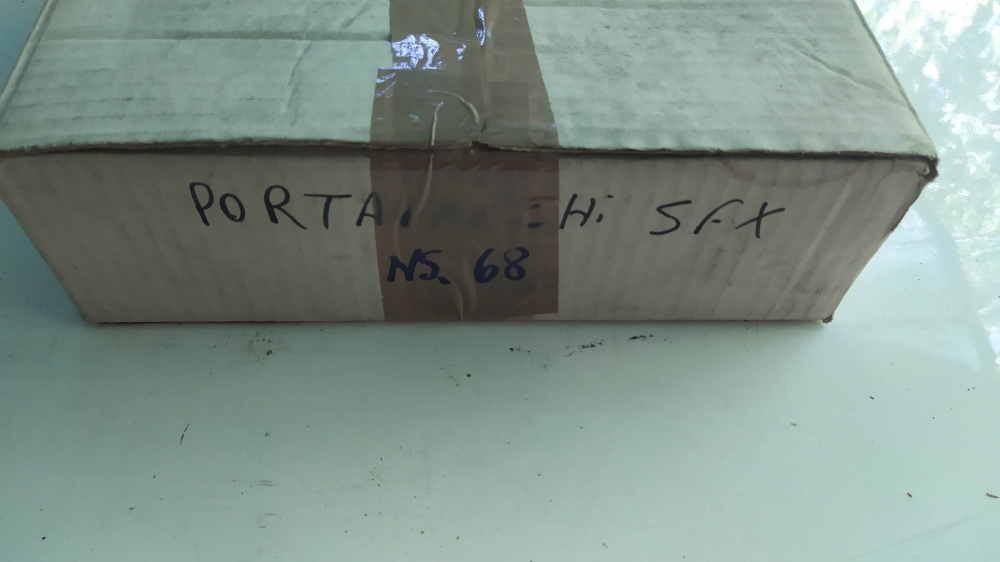 PORTA :Hi SFX
NS. 68